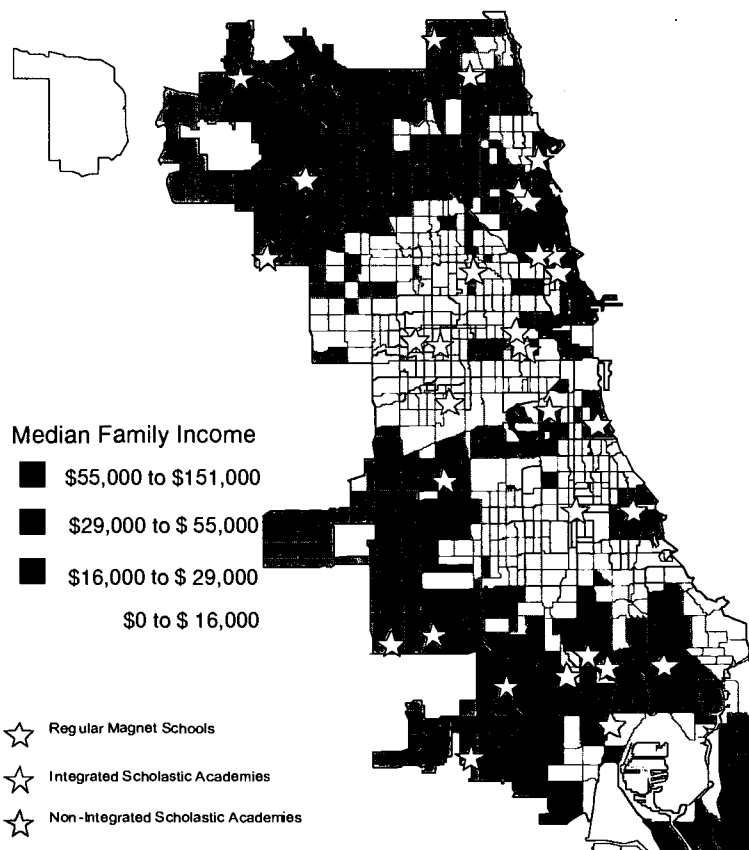 Median Family Income
$55,000 to $151,000
$29,000 to $ 55,000
$16,000 to $ 29,000
$0 to $ 16,000
Regular Magnet Schools
Integrated Scholastic Academies
Non-Integrated Scholastic Academies